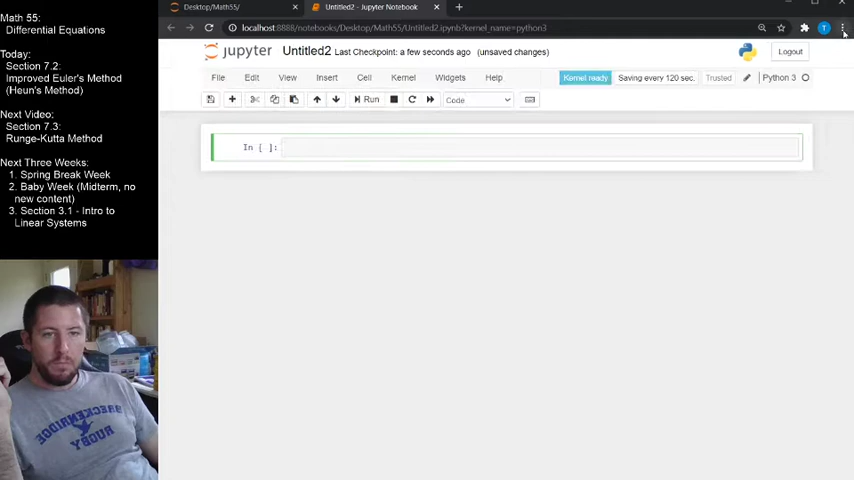 Math 55:
Differential Equations
Today:
Section 7.2:
Improved Euler's Method
(Heun's Method)
Next Video:
Section 7.3:
Runge-Kutta Method
Next Three Weeks:
1. Spring Break Week
2. Baby Week (Midterm, no
new content)
3. Section 3.1 - Intro to
Linear Systems
Desktop/Math55/
Untitled2 - Jupyter Notebook
localhost:8888/notebooks/Desktop/Math55/Untitled2.ipynb?kernel_name=python3
T
jupyter Untitled2 Last Checkpoint: a few seconds ago (unsaved changes)
Logout
File Edit View Insert Cell Kernel Widgets Help
Kernel ready Saving every 120 sec. Trusted Python 3
Run Code
In [ ]:
BRECKENRIDGE
RUGBY